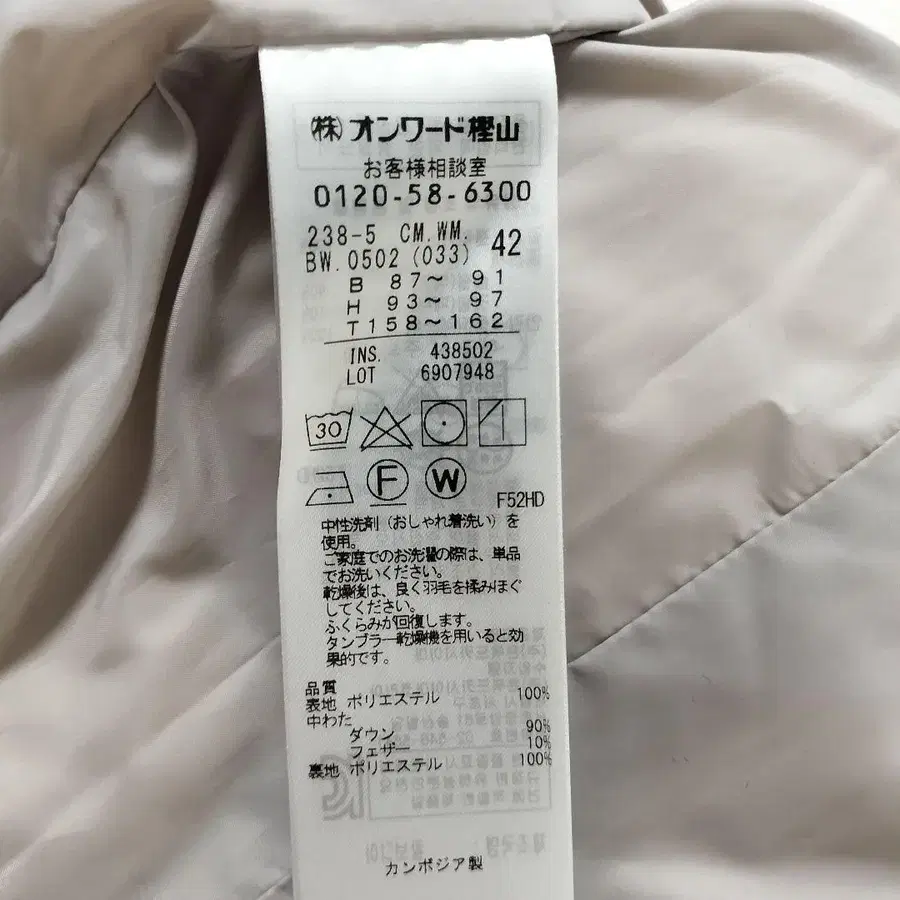 ㈱オンワード樫山
お客様相談室
0120-58-6300
238-5 CM.WM. 42
BW.0502(033)
B 87〜 91
H 93〜 97
T158〜162
INS. 438502
LOT 6907948
30
F W F52HD
中性洗剤（おしゃれ着洗い）を
使用。
ご家庭でのお洗濯の際は、単品
でお洗いください。
乾燥後は、良く羽毛を揉みほぐ
してください。
ふくらみが回復します。
タンブラー乾燥機を用いると効
果的です。
品質
表地 ポリエステル 100%
中わた
ダウン 90%
フェザー 10%
裏地 ポリエステル 100%
カンボジア製